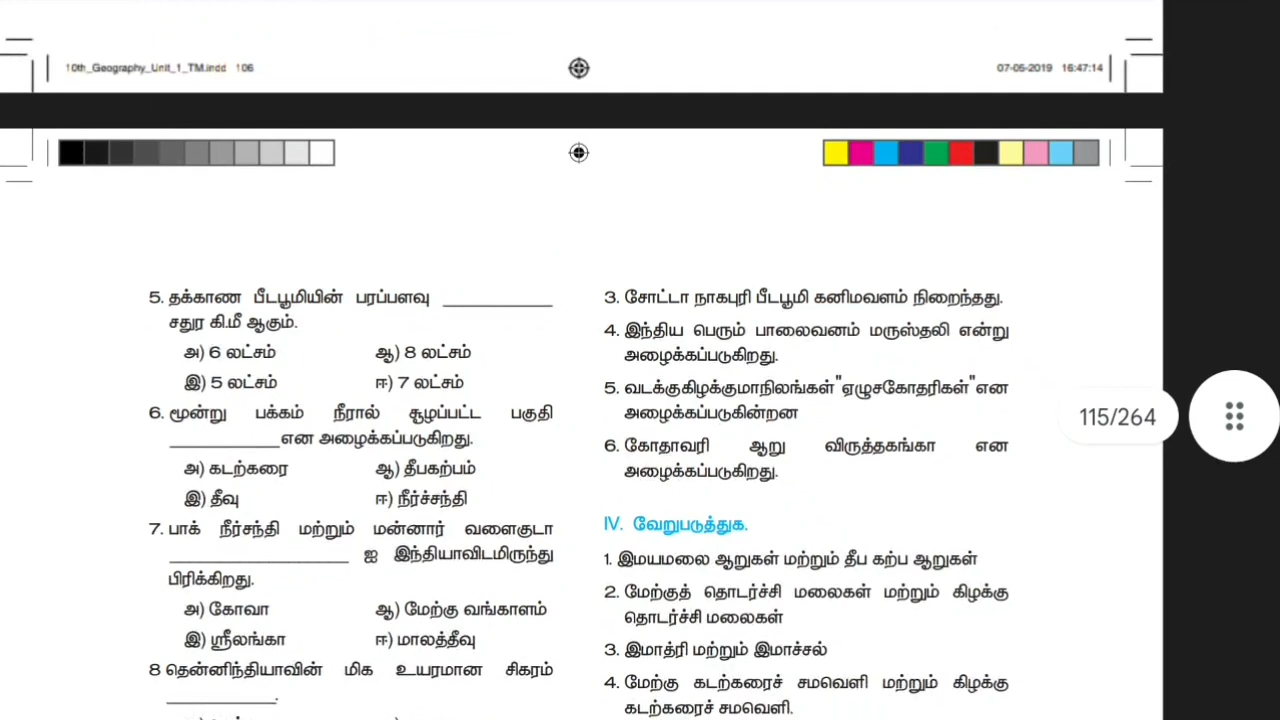 10th_Geography_Unit_1_TM.indd 106
07-05-2019 16:47:14
5. தக்காண பீடபூமியின் பரப்பளவு ____________
சதுர கி.மீ ஆகும்.
அ) 6 லட்சம் ஆ) 8 லட்சம்
இ) 5 லட்சம் ஈ) 7 லட்சம்
6. மூன்று பக்கம் நீரால் சூழப்பட்ட பகுதி
____________என அழைக்கப்படுகிறது.
அ) கடற்கரை ஆ) தீபகற்பம்
இ) தீவு ஈ) நீர்ச்சந்தி
7. பாக் நீர்சந்தி மற்றும் மன்னார் வளைகுடா
____________________ ஐ இந்தியாவிடமிருந்து
பிரிக்கிறது.
அ) கோவா ஆ) மேற்கு வங்காளம்
இ) ஸ்ரீலங்கா ஈ) மாலத்தீவு
8 தென்னிந்தியாவின் மிக உயரமான சிகரம்
____________.
3. சோட்டா நாகபுரி பீடபூமி கனிமவளம் நிறைந்தது.
4. இந்திய பெரும் பாலைவனம் மருஸ்தலி என்று
அழைக்கப்படுகிறது.
5. வடக்குகிழக்குமாநிலங்கள் "ஏழுசகோதரிகள்" என
அழைக்கப்படுகின்றன
6. கோதாவரி ஆறு விருத்தகங்கா என
அழைக்கப்படுகிறது.
IV. வேறுபடுத்துக.
1. இமயமலை ஆறுகள் மற்றும் தீப கற்ப ஆறுகள்
2. மேற்குத் தொடர்ச்சி மலைகள் மற்றும் கிழக்கு
தொடர்ச்சி மலைகள்
3. இமாத்ரி மற்றும் இமாச்சல்
4. மேற்கு கடற்கரைச் சமவெளி மற்றும் கிழக்கு
கடற்கரைச் சமவெளி.
115/264